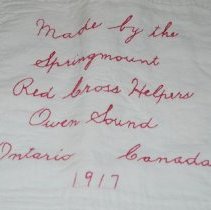 Made by the
Springmount
Red Cross Helpers
Owen Sound
Ontario Canada
1917